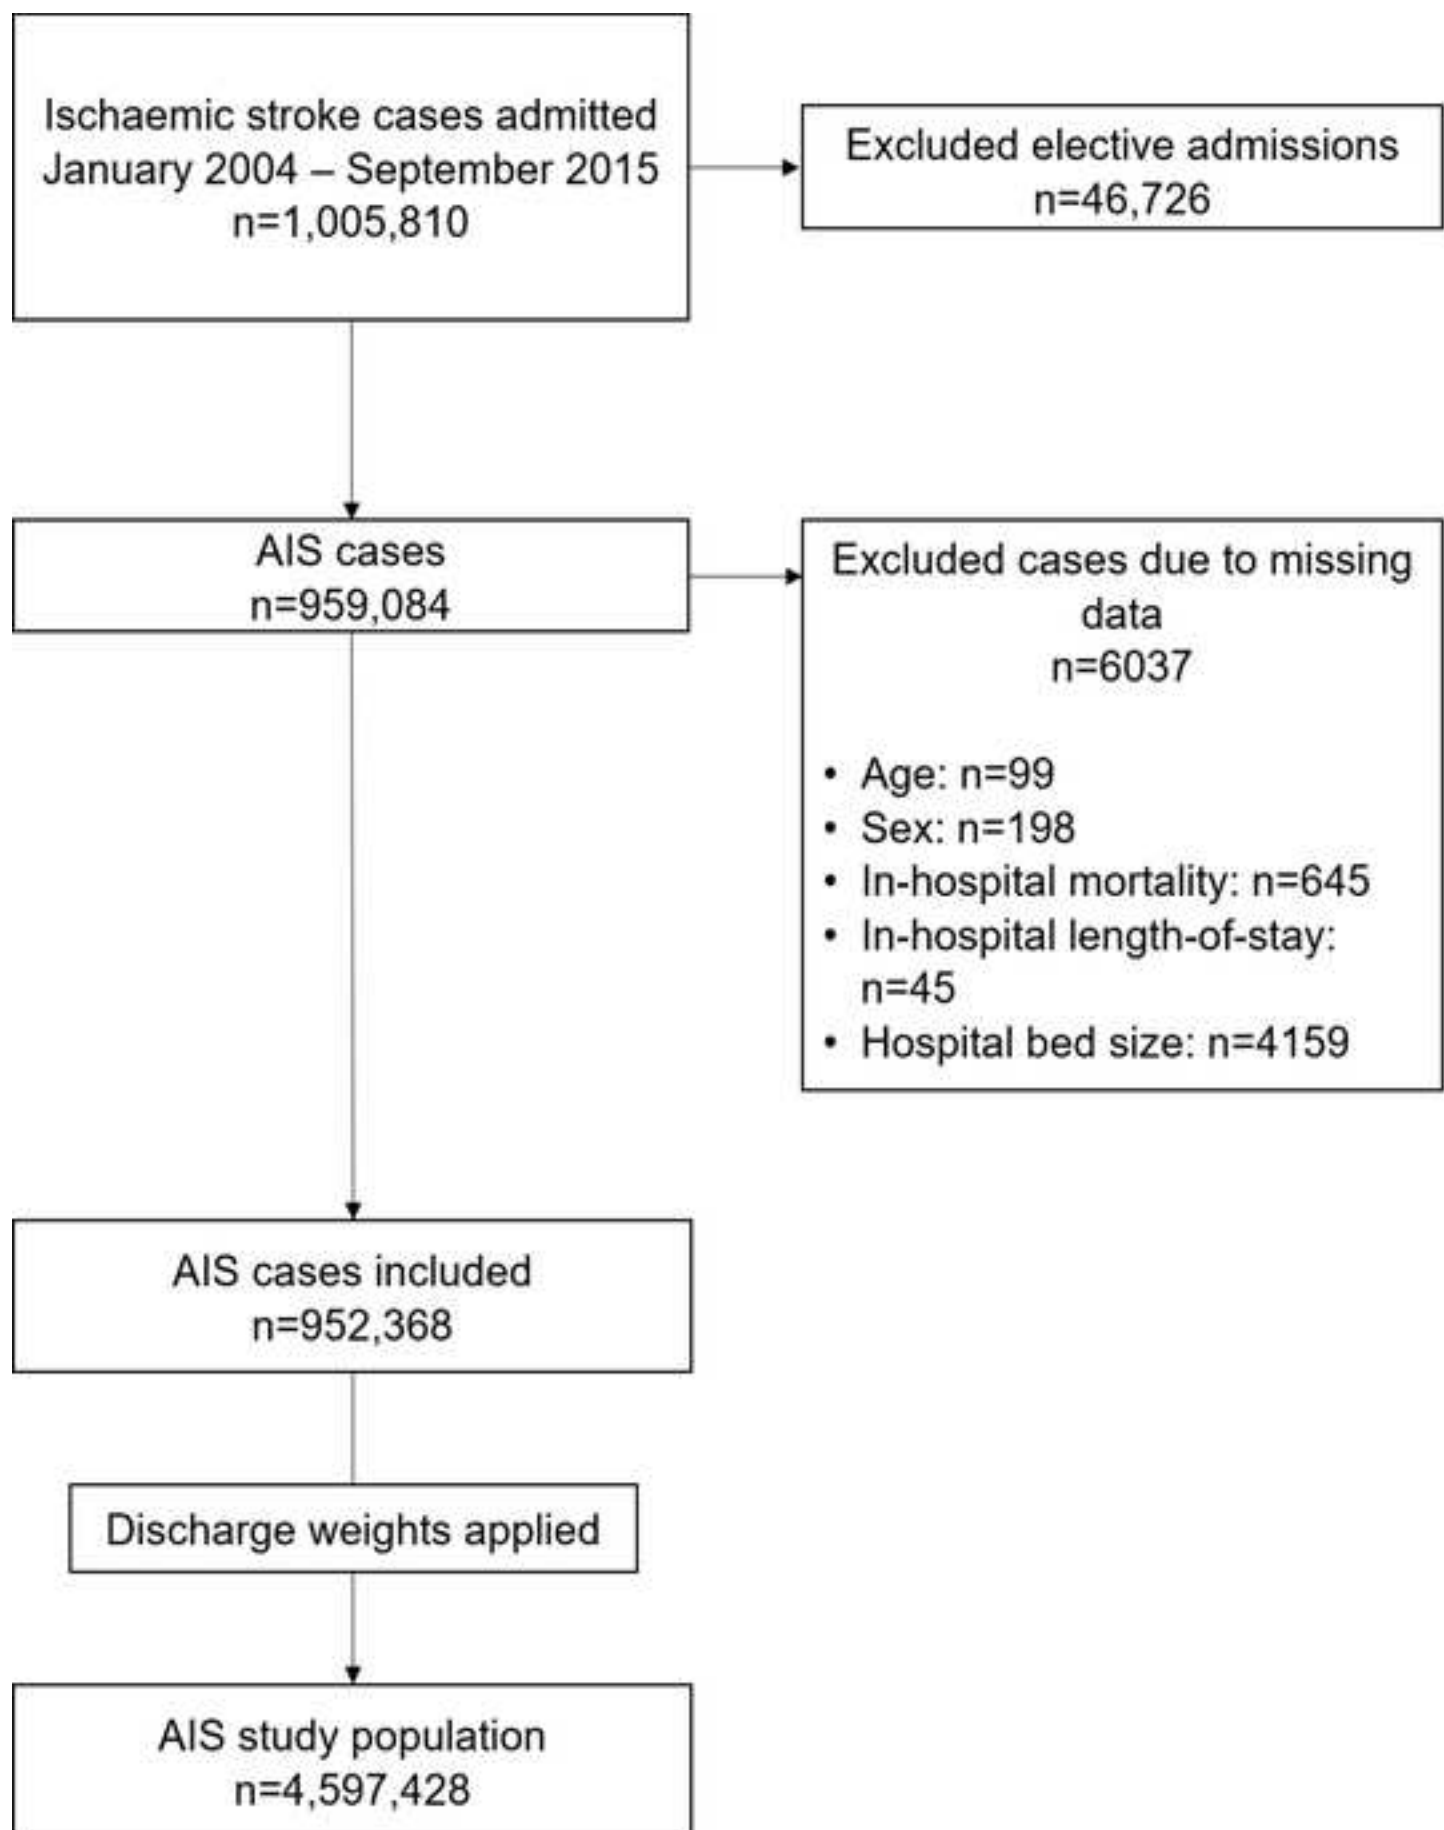 Ischaemic stroke cases admitted
January 2004 – September 2015
n=1,005,810
Excluded elective admissions
n=46,726
AIS cases
n=959,084
Excluded cases due to missing
data
n=6037
• Age: n=99
• Sex: n=198
• In-hospital mortality: n=645
• In-hospital length-of-stay:
n=45
• Hospital bed size: n=4159
AIS cases included
n=952,368
Discharge weights applied
AIS study population
n=4,597,428